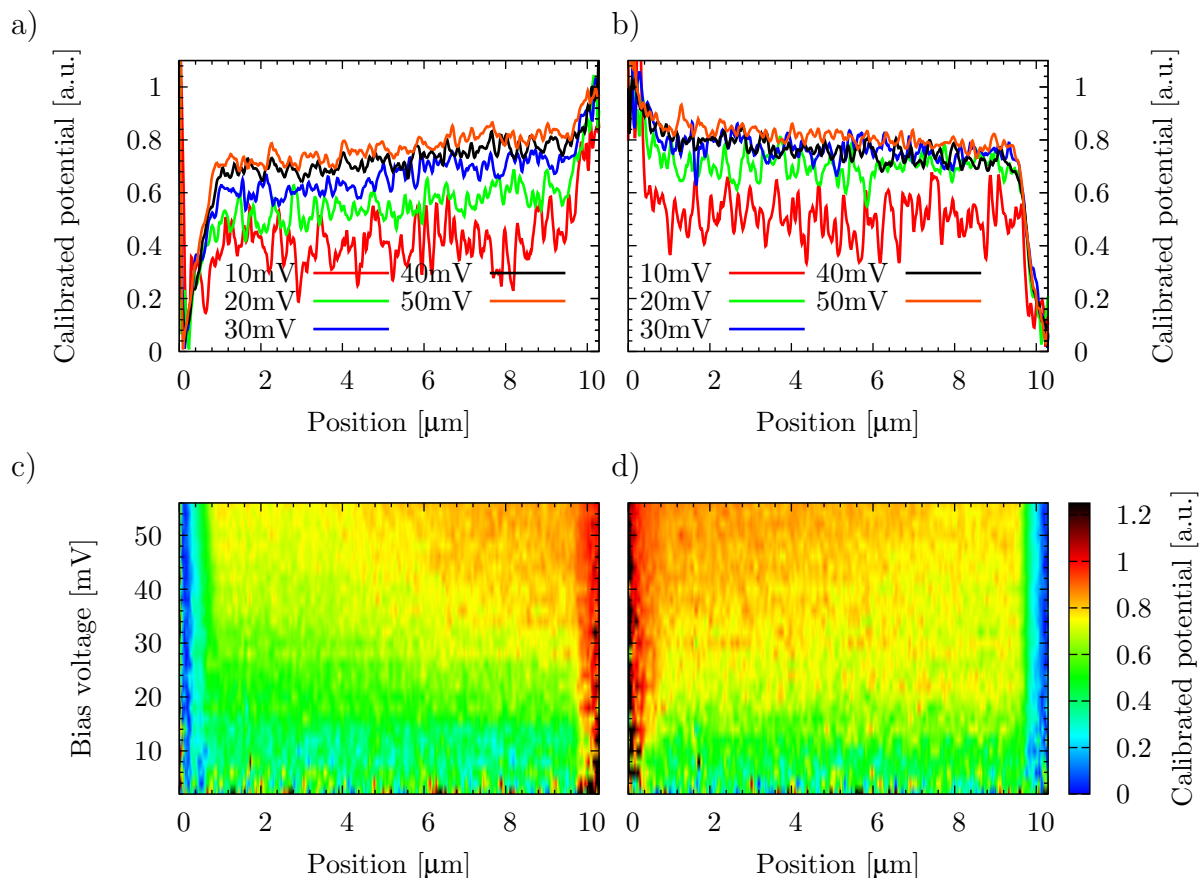 a)
b)
Calibrated potential [a.u.]
1
0.8
0.6
0.4
0.2
0
10mV
40mV
20mV
50mV
30mV
0 2 4 6 8 10
Position [μm]
10mV
40mV
20mV
50mV
30mV
0 2 4 6 8 10
Position [μm]
1
0.8
0.6
0.4
0.2
0
Calibrated potential [a.u.]
c)
d)
Bias voltage [mV]
50
40
30
20
10
0 2 4 6 8 10
Position [μm]
0 2 4 6 8 10
Position [μm]
1.2
1
0.8
0.6
0.4
0.2
0
Calibrated potential [a.u.]